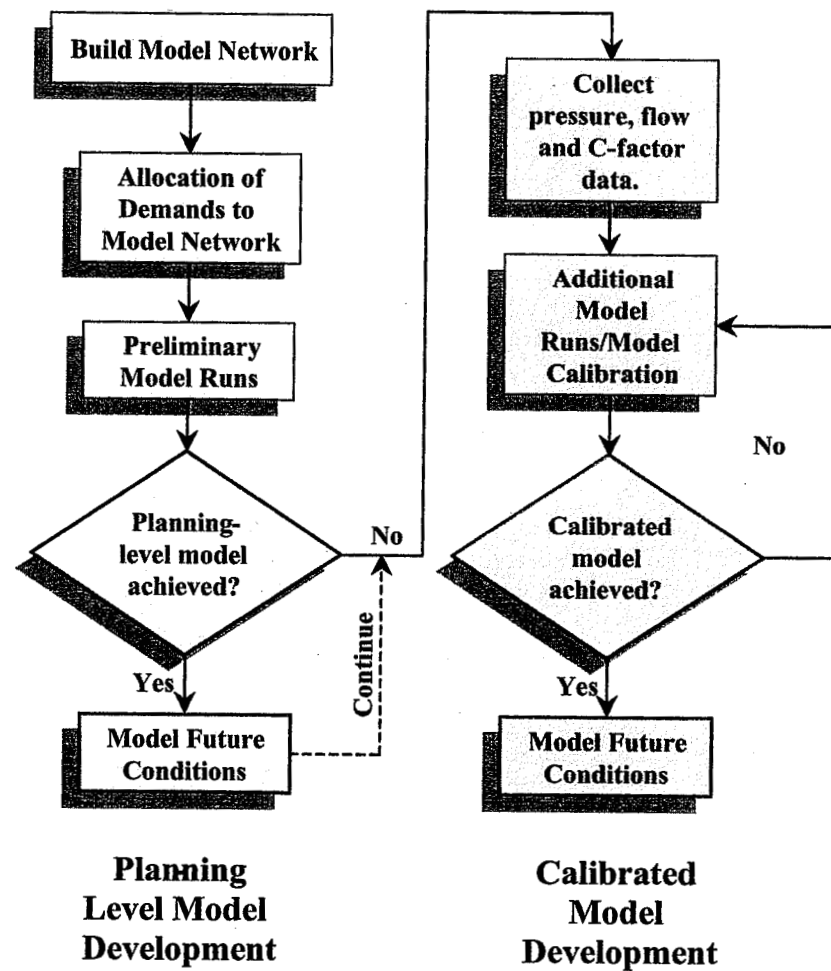 Build Model Network
Allocation of
Demands to
Model Network
Preliminary
Model Runs
Planning-
level model
achieved?
No
Yes
Continue
Model Future
Conditions
Planning
Level Model
Development
Collect
pressure, flow
and C-factor
data.
Additional
Model
Runs/Model
Calibration
No
Calibrated
model
achieved?
Yes
Model Future
Conditions
Calibrated
Model
Development